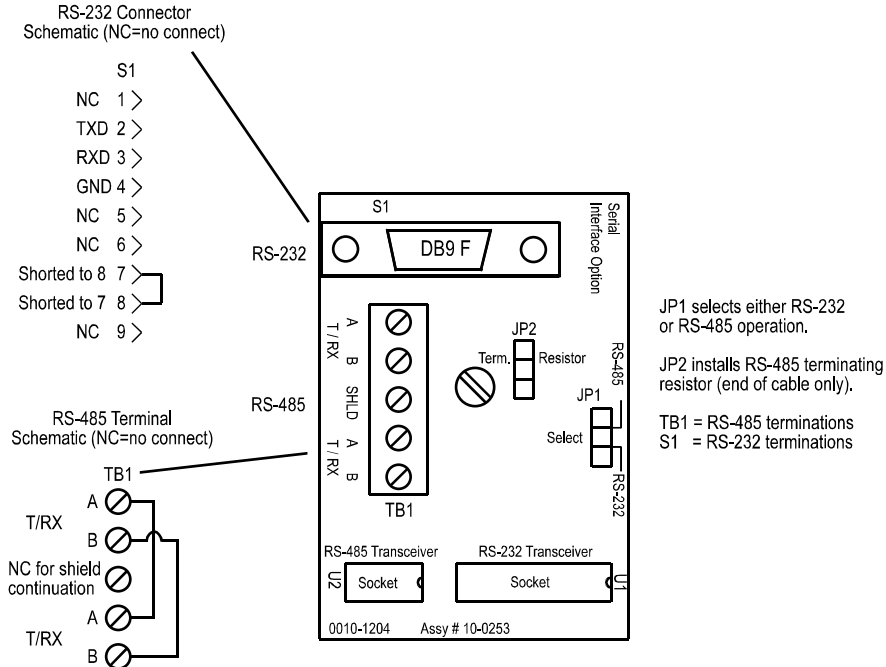 RS-232 Connector
Schematic (NC=no connect)
S1
NC 1
TXD 2
RXD 3
GND 4
NC 5
NC 6
Shorted to 8 7
Shorted to 7 8
NC 9
RS-485 Terminal
Schematic (NC=no connect)
TB1
A
T/RX
B
NC for shield
continuation
A
T/RX
B
RS-232
RS-485
S1
DB9 F
Serial
Interface Option
A
T / RX
B
SHLD
A
T / RX
B
TB1
JP2
Term.
Resistor
RS-485
JP1
Select
RS-232
RS-485 Transceiver
U2
Socket
RS-232 Transceiver
Socket
U1
0010-1204 Assy # 10-0253
JP1 selects either RS-232
or RS-485 operation.
JP2 installs RS-485 terminating
resistor (end of cable only).
TB1 = RS-485 terminations
S1 = RS-232 terminations